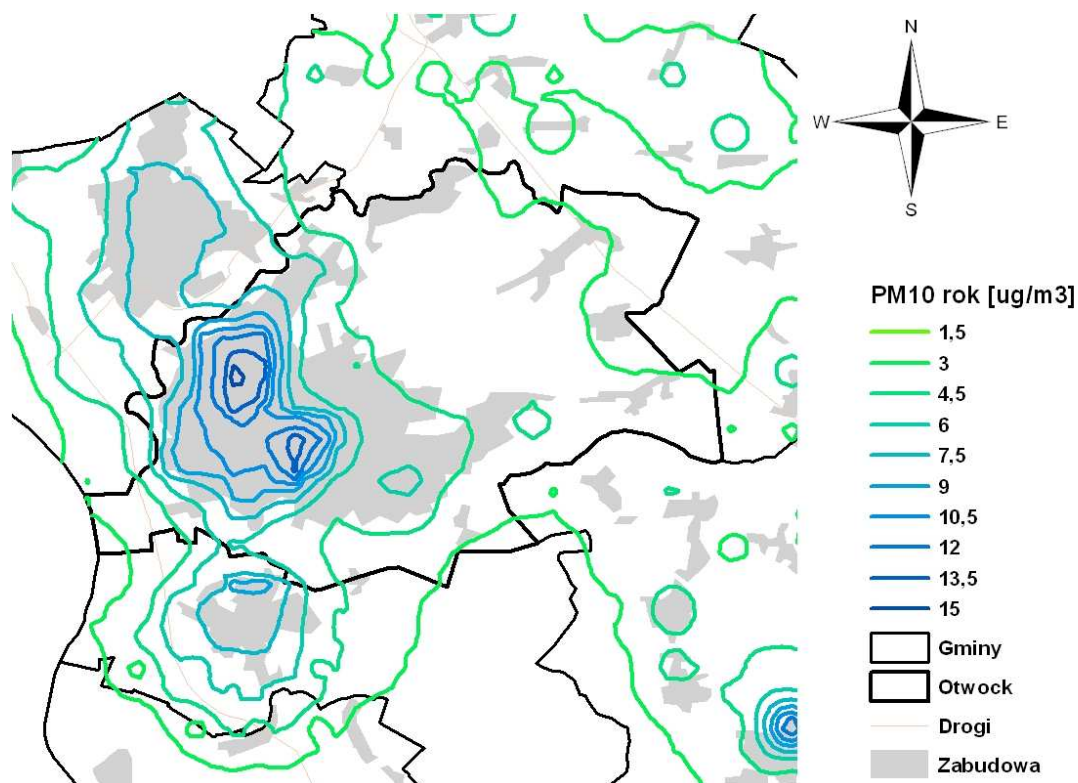 N
W E
S
PM10 rok [ug/m3]
1,5
3
4,5
6
7,5
9
10,5
12
13,5
15
Gminy
Otwock
Drogi
Zabudowa